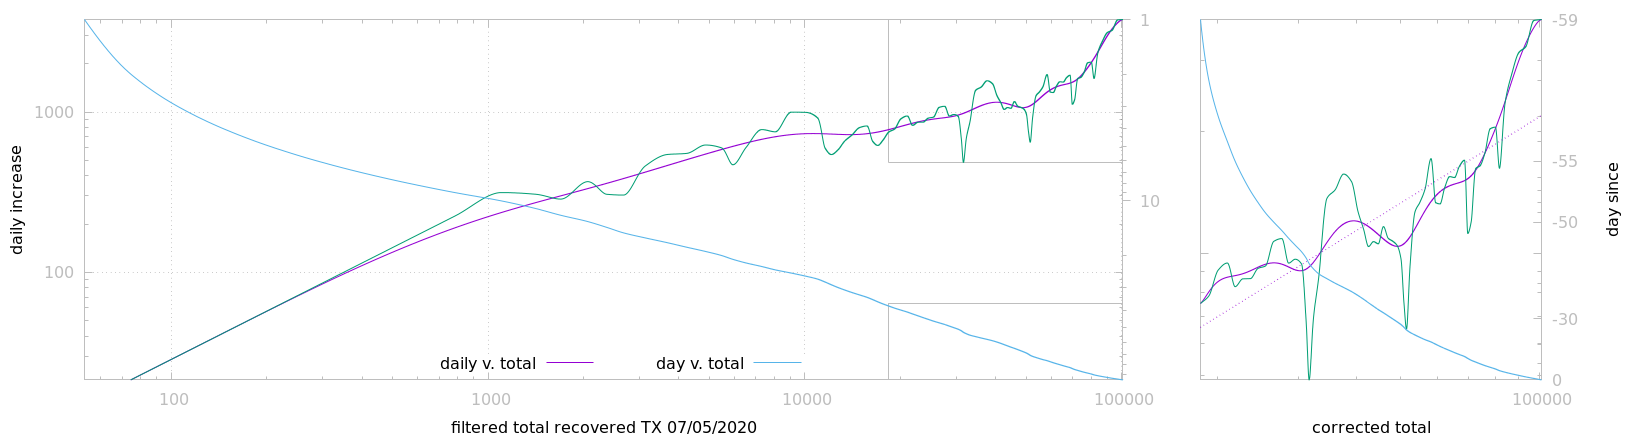 daily increase
1000
100
100
1000
10000
100000
1
10
daily v. total
day v. total
filtered total recovered TX 07/05/2020
-59
-55
-50
-30
0
100000
day since
corrected total